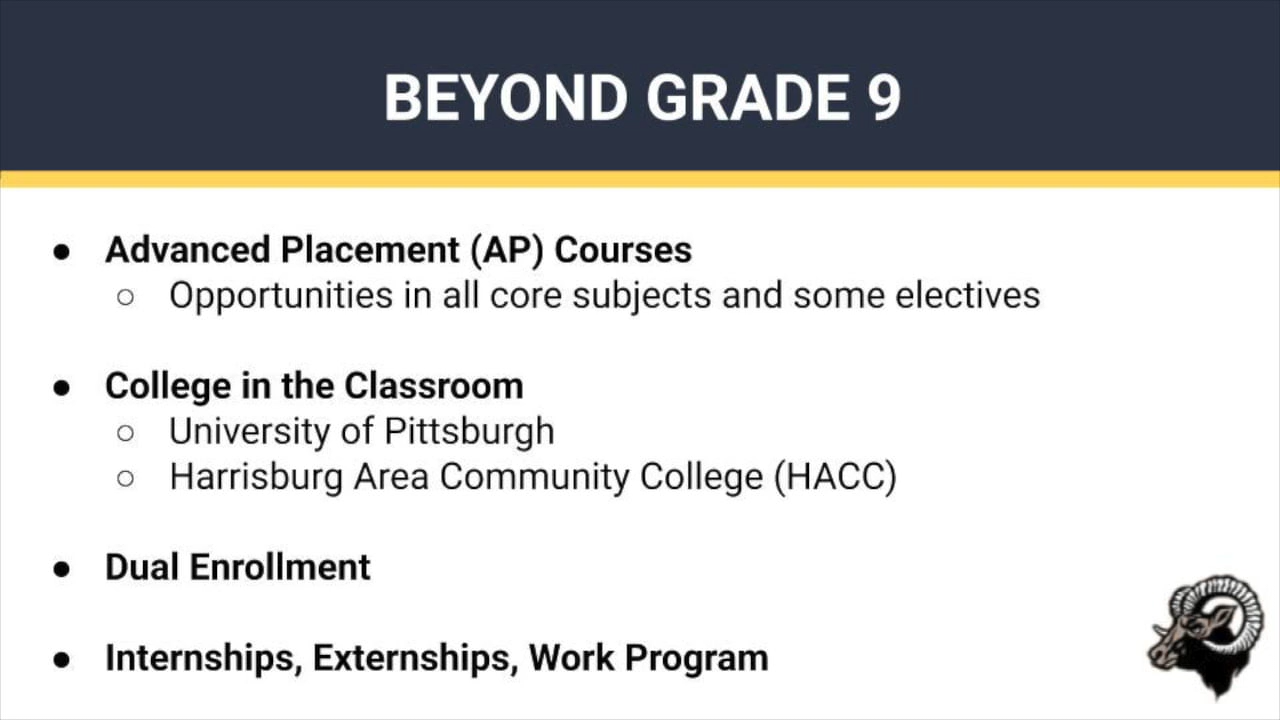 BEYOND GRADE 9
● Advanced Placement (AP) Courses
○ Opportunities in all core subjects and some electives
● College in the Classroom
○ University of Pittsburgh
○ Harrisburg Area Community College (HACC)
● Dual Enrollment
● Internships, Externships, Work Program